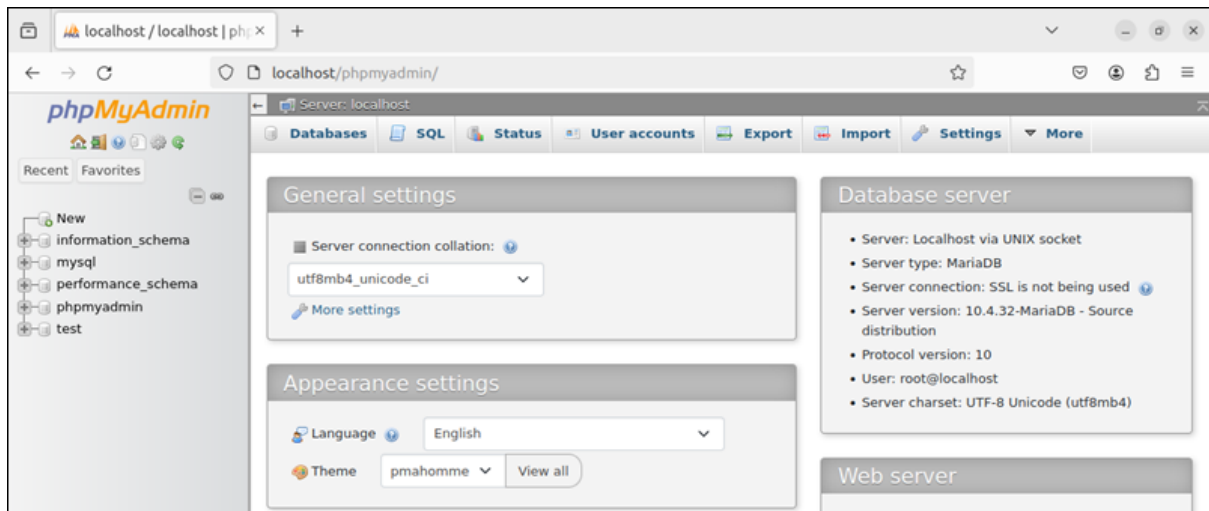 localhost / localhost | ph
localhost/phpmyadmin/
phpMyAdmin
Recent Favorites
New
information_schema
mysql
performance_schema
phpmyadmin
test
Server: localhost
Databases SQL Status User accounts Export Import Settings More
General settings
Server connection collation:
utf8mb4_unicode_ci
More settings
Appearance settings
Language English
Theme pmahomme View all
Database server
Server: Localhost via UNIX socket
Server type: MariaDB
Server connection: SSL is not being used
Server version: 10.4.32-MariaDB - Source
distribution
Protocol version: 10
User: root@localhost
Server charset: UTF-8 Unicode (utf8mb4)
Web server